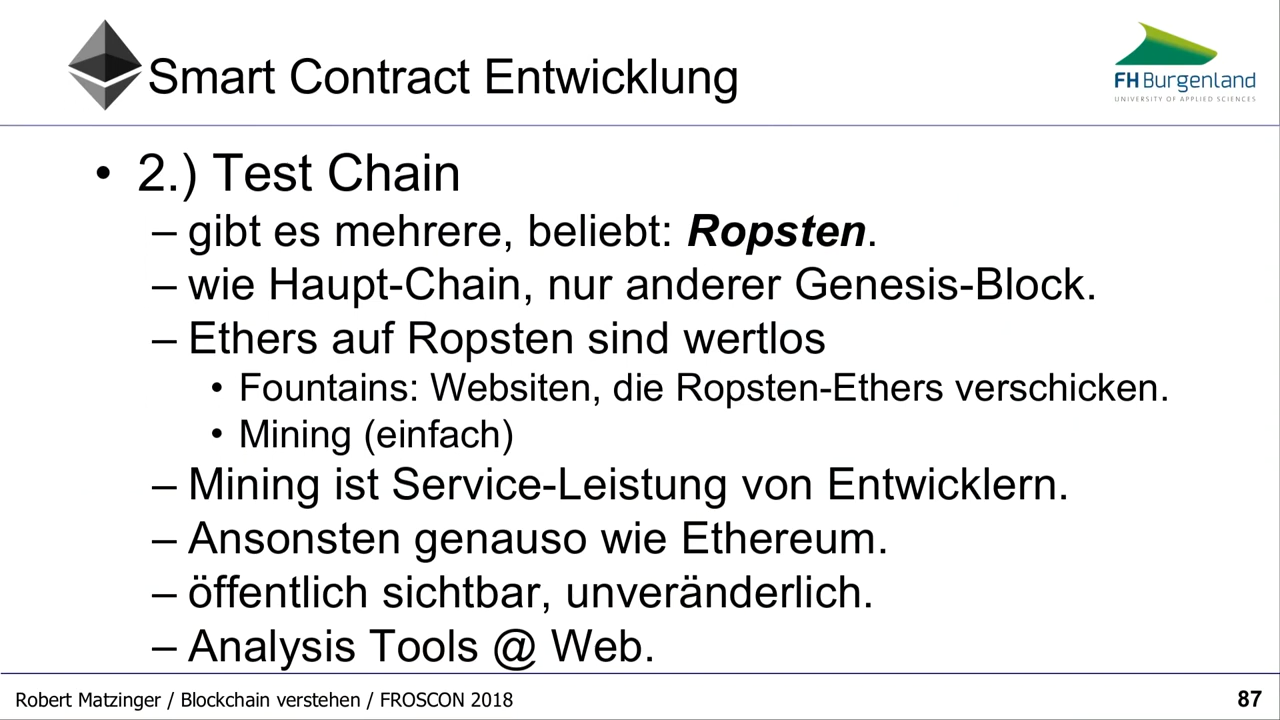 Smart Contract Entwicklung
FH Burgenland
UNIVERSITY OF APPLIED SCIENCES
• 2.) Test Chain
– gibt es mehrere, beliebt: Ropsten.
– wie Haupt-Chain, nur anderer Genesis-Block.
– Ethers auf Ropsten sind wertlos
• Fountains: Websiten, die Ropsten-Ethers verschicken.
• Mining (einfach)
– Mining ist Service-Leistung von Entwicklern.
– Ansonsten genauso wie Ethereum.
– öffentlich sichtbar, unveränderlich.
– Analysis Tools @ Web.
Robert Matzinger / Blockchain verstehen / FROSCON 2018
87